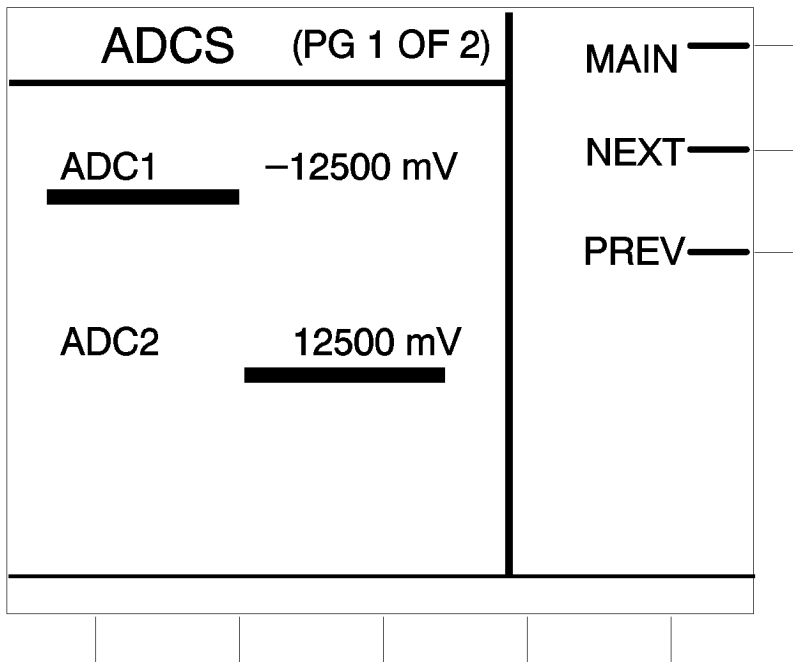 ADCS (PG 1 OF 2)
MAIN
NEXT
PREV
ADC1 –12500 mV
ADC2 12500 mV